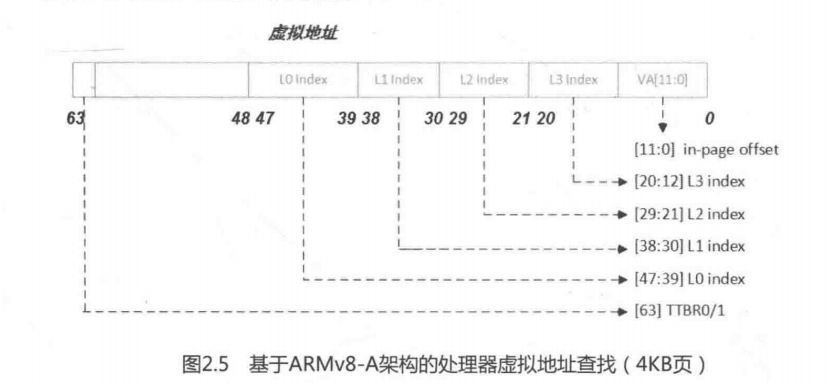 虚拟地址
L0 Index L1 Index L2 Index L3 Index VA[11:0]
63 48 47 39 38 30 29 21 20 0
[11:0] in-page offset
[20:12] L3 index
[29:21] L2 index
[38:30] L1 index
[47:39] L0 index
[63] TTBR0/1
图2.5 基于ARMv8-A架构的处理器虚拟地址查找（4KB页）